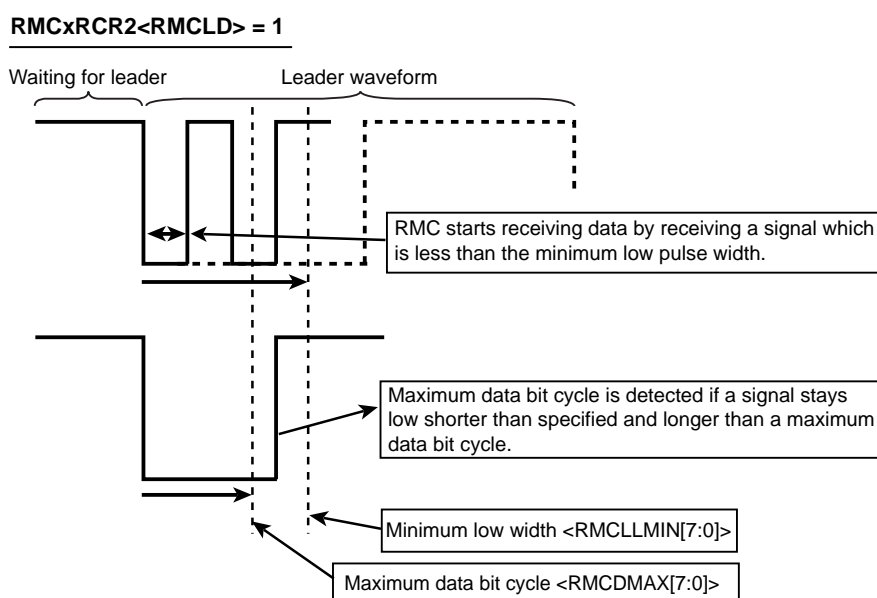 RMCxRCR2<RMCLD> = 1
Waiting for leader
Leader waveform
RMC starts receiving data by receiving a signal which
is less than the minimum low pulse width.
Maximum data bit cycle is detected if a signal stays
low shorter than specified and longer than a maximum
data bit cycle.
Minimum low width <RMCLLMIN[7:0]>
Maximum data bit cycle <RMCDMAX[7:0]>